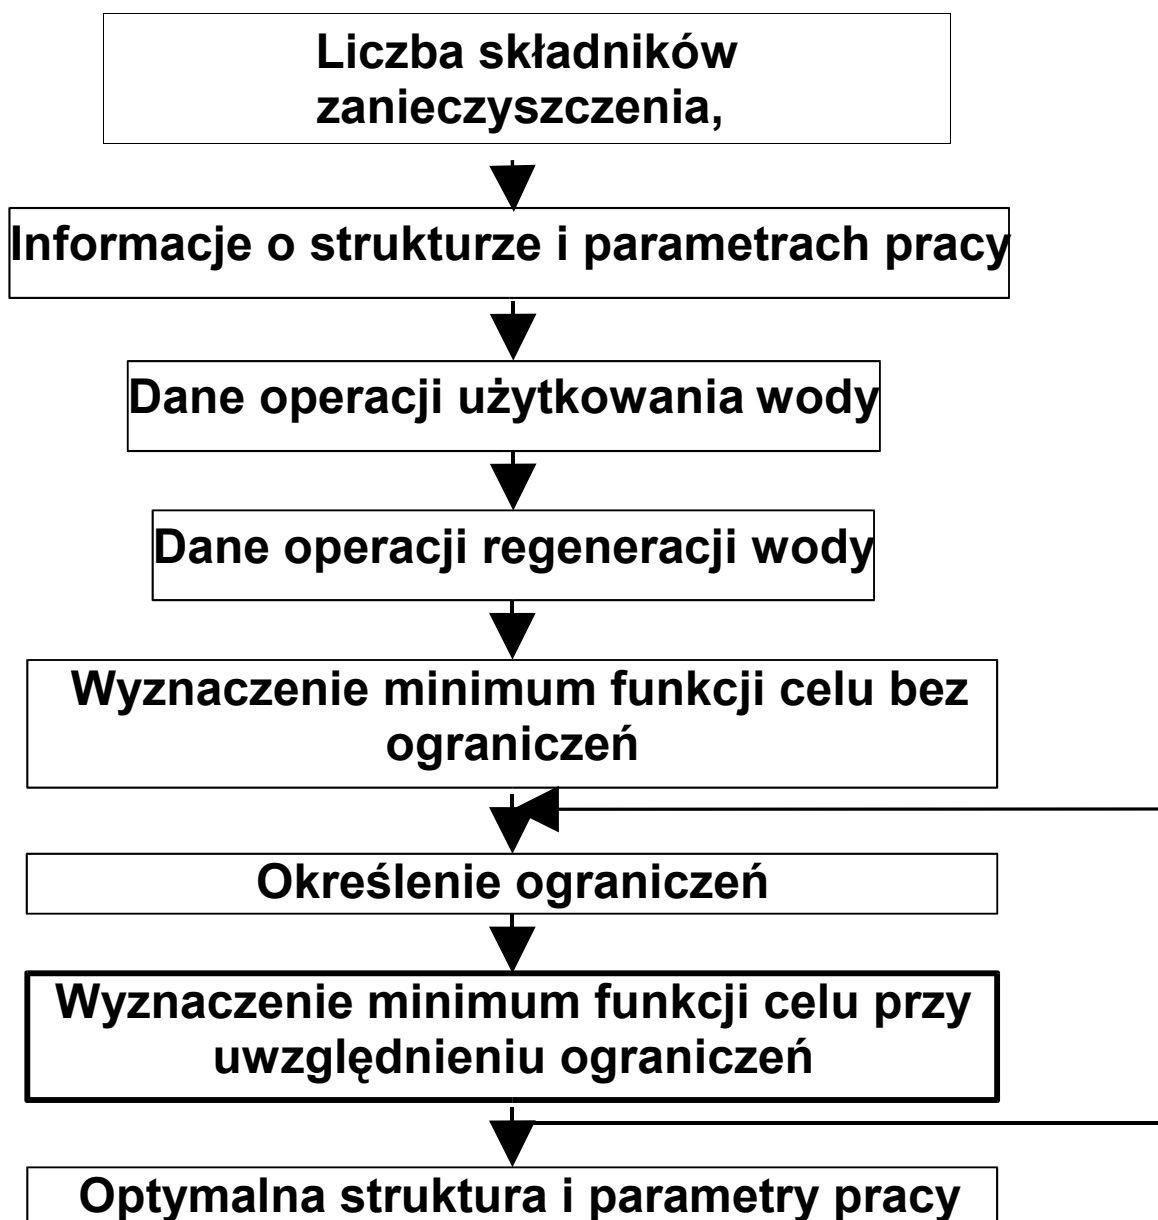 Liczba składników
zanieczyszczenia,
Informacje o strukturze i parametrach pracy
Dane operacji użytkowania wody
Dane operacji regeneracji wody
Wyznaczenie minimum funkcji celu bez
ograniczeń
Określenie ograniczeń
Wyznaczenie minimum funkcji celu przy
uwzględnieniu ograniczeń
Optymalna struktura i parametry pracy